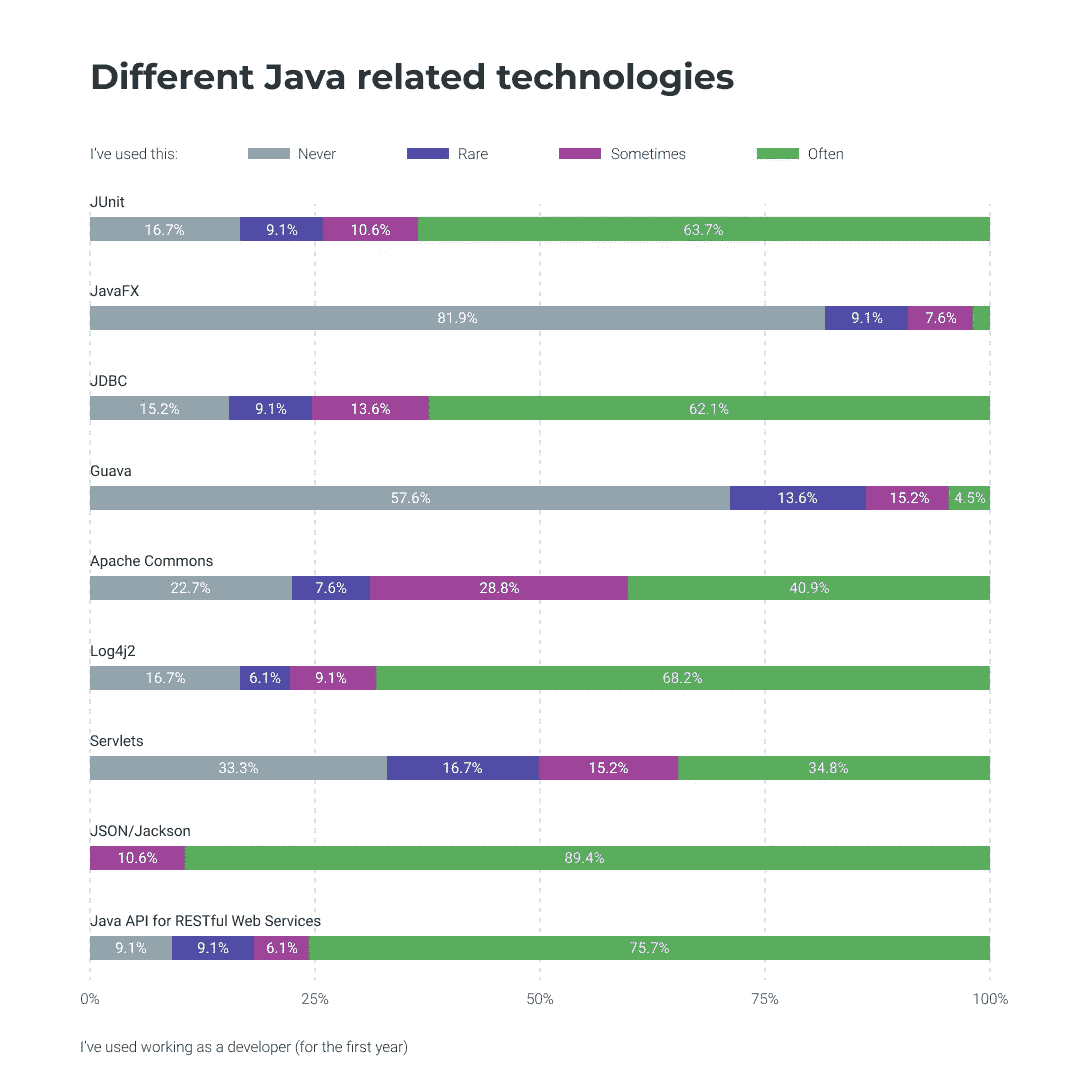 Different Java related technologies
I've used this: Never Rare Sometimes Often
JUnit
16.7% 9.1% 10.6% 63.7%
JavaFX
81.9% 9.1% 7.6%
JDBC
15.2% 9.1% 13.6% 62.1%
Guava
57.6% 13.6% 15.2% 4.5%
Apache Commons
22.7% 7.6% 28.8% 40.9%
Log4j2
16.7% 6.1% 9.1% 68.2%
Servlets
33.3% 16.7% 15.2% 34.8%
JSON/Jackson
10.6% 89.4%
Java API for RESTful Web Services
9.1% 9.1% 6.1% 75.7%
0% 25% 50% 75% 100%
I've used working as a developer (for the first year)